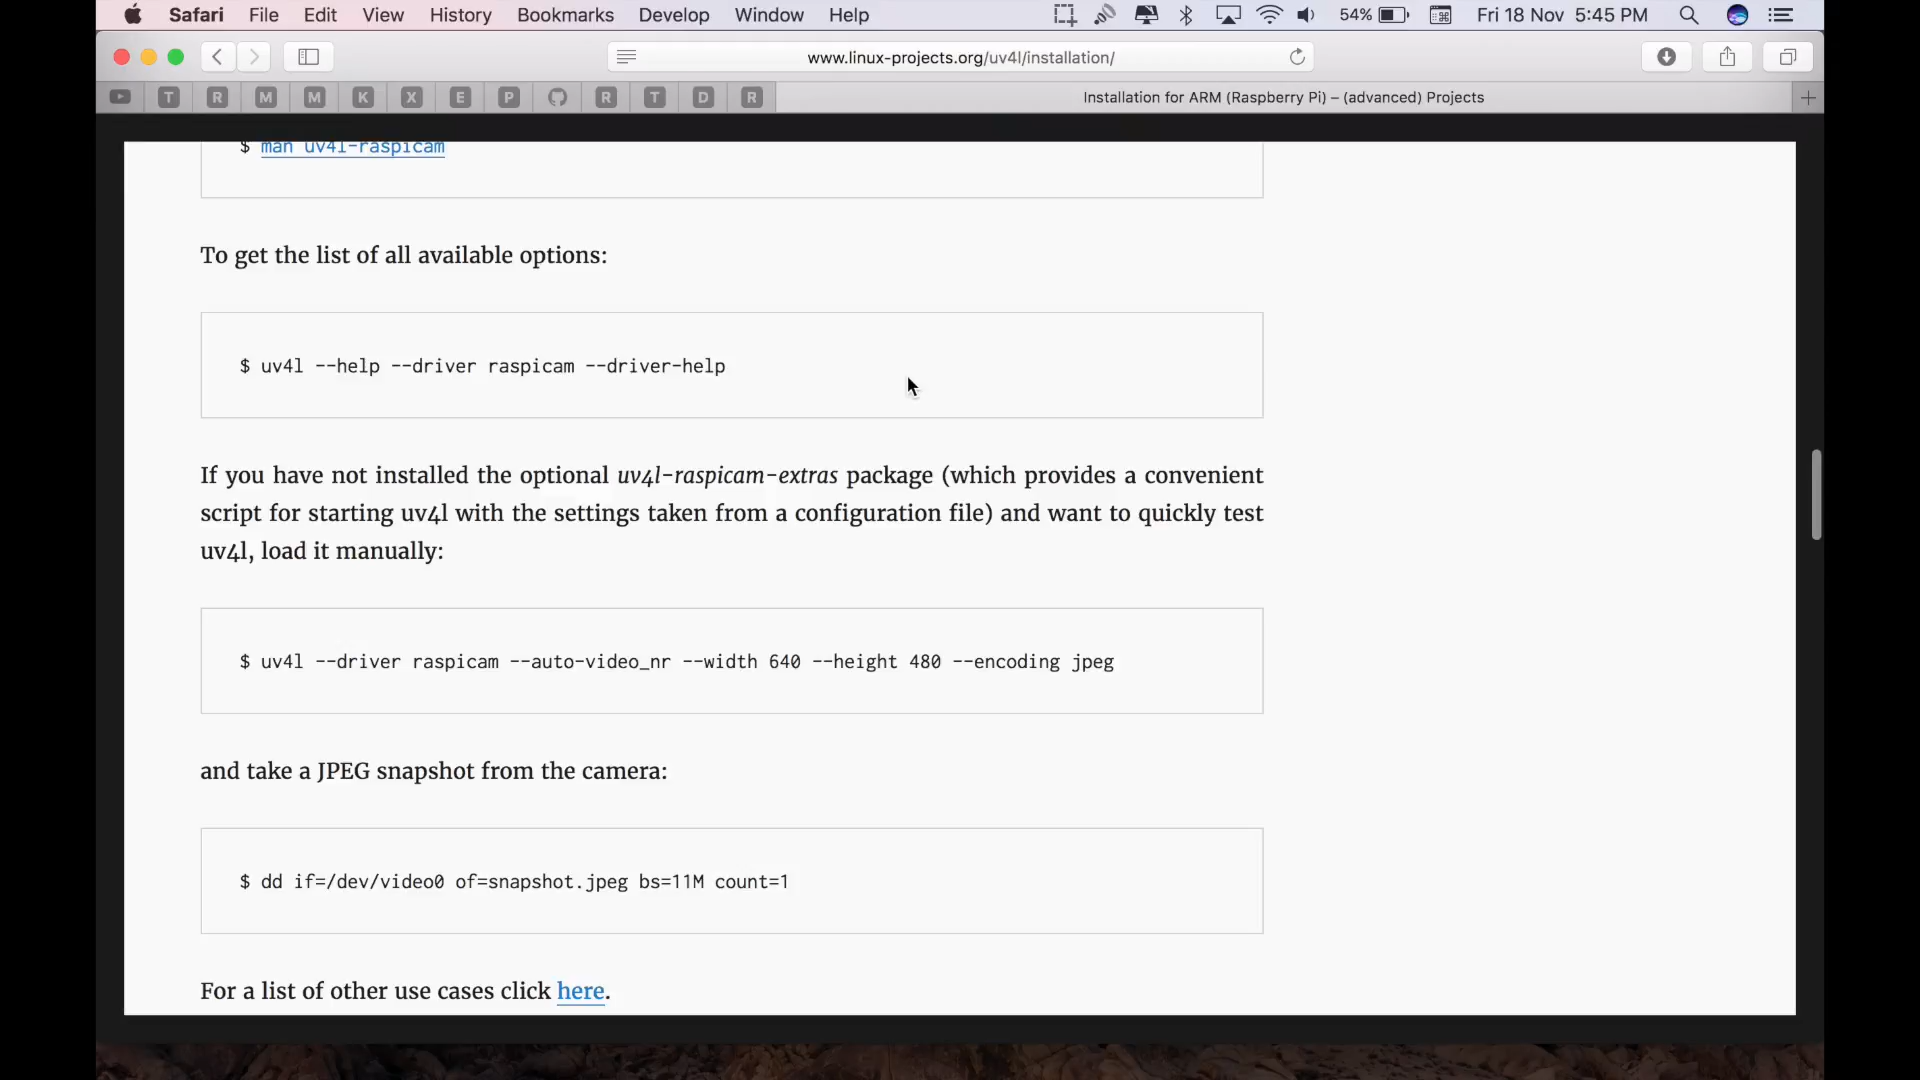 Safari File Edit View History Bookmarks Develop Window Help 54% Fri 18 Nov 5:45 PM
www.linux-projects.org/uv4l/installation/
T R M M K X E P R T D R Installation for ARM (Raspberry Pi) – (advanced) Projects
$ man uv4l-raspicam
To get the list of all available options:
$ uv4l --help --driver raspicam --driver-help
If you have not installed the optional uv4l-raspicam-extras package (which provides a convenient
script for starting uv4l with the settings taken from a configuration file) and want to quickly test
uv4l, load it manually:
$ uv4l --driver raspicam --auto-video_nr --width 640 --height 480 --encoding jpeg
and take a JPEG snapshot from the camera:
$ dd if=/dev/video0 of=snapshot.jpeg bs=11M count=1
For a list of other use cases click here.